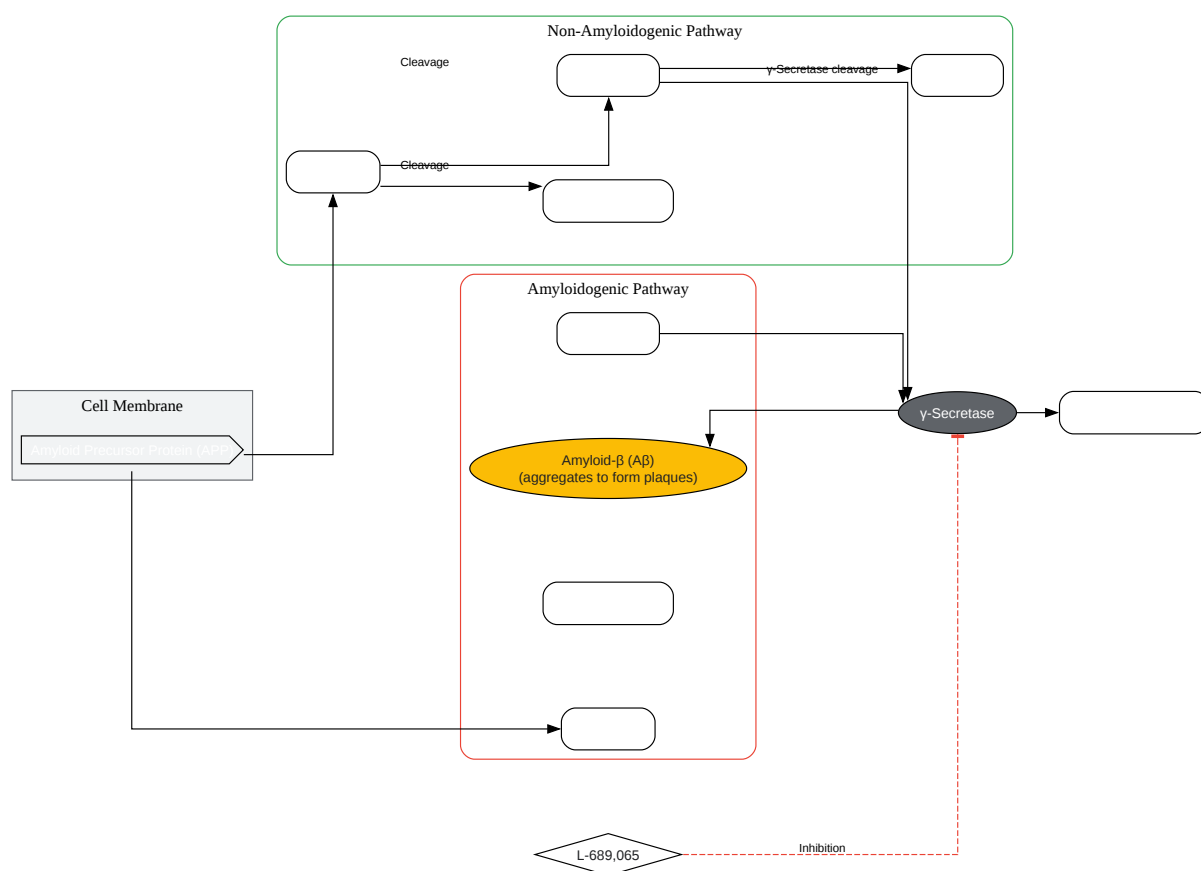 Non-Amyloidogenic Pathway
Cleavage
γ-Secretase cleavage
Cleavage
Amyloidogenic Pathway
Cell Membrane
γ-Secretase
Amyloid Precursor Protein (APP)
Amyloid-β (Aβ)
(aggregates to form plaques)
Inhibition
L-689,065